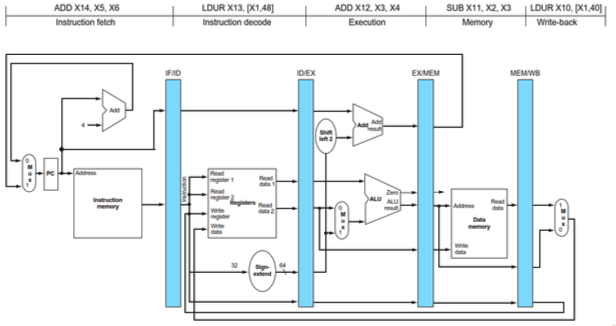 ADD X14, X5, X6 LDUR X13, [X1,48] ADD X12, X3, X4 SUB X11, X2, X3 LDUR X10, [X1,40]
Instruction fetch Instruction decode Execution Memory Write-back
IF/ID ID/EX EX/MEM MEM/WB
Add
4
Shift
left 2
Add Add
result
0
M
u
x
1
PC
Address
Instruction
memory
Instruction
Read
register 1
Read
data 1
Read
register 2
Registers
Read
data 2
Write
register
Write
data
0
M
u
x
1
Zero
ALU
ALU
result
Address
Read
data
Data
memory
Write
data
1
M
u
x
0
32
Sign-
extend
64